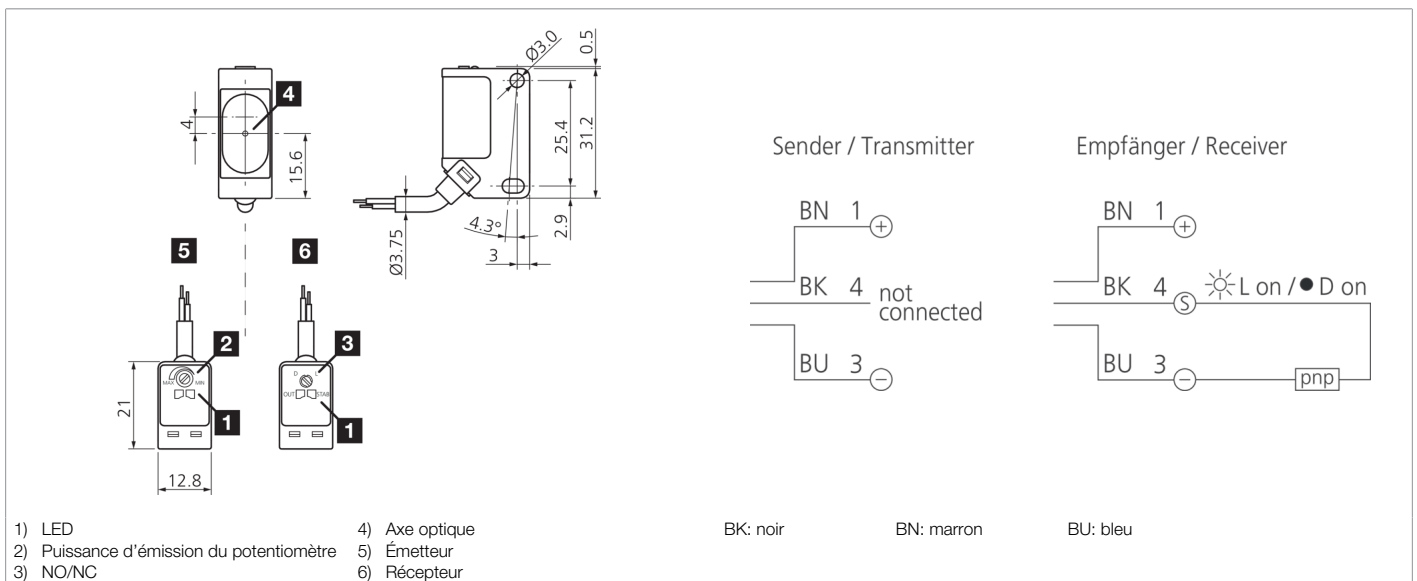 Ø3.0
0.5
4
4
15.6
25.4
31.2
Ø3.75
4.3°
3
2.9
5
6
2
3
MAX
MIN
D
L
OUT
STAB
1
1
21
12.8
Sender / Transmitter
BN 1
+
BK 4 not connected
BU 3
−
Empfänger / Receiver
BN 1
+
BK 4 S L on / D on
BU 3
−
pnp
1) LED
2) Puissance d’émission du potentiomètre
3) NO/NC
4) Axe optique
5) Émetteur
6) Récepteur
BK: noir
BN: marron
BU: bleu